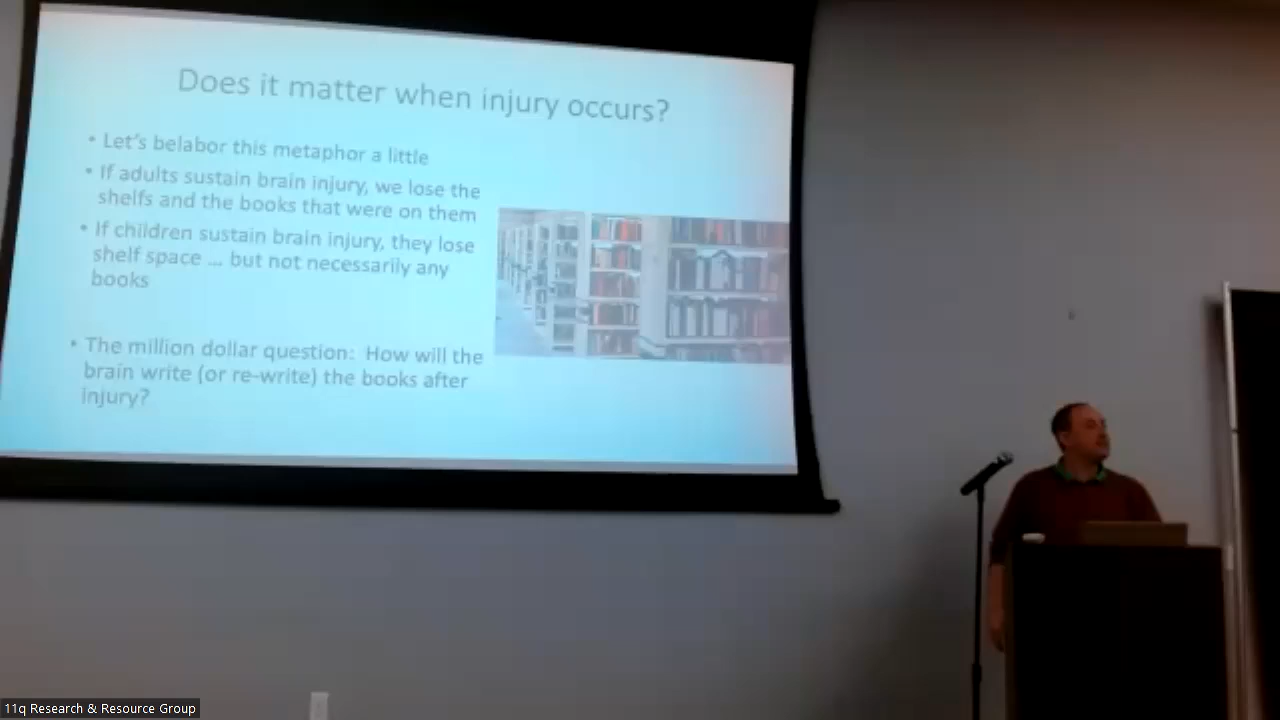 Does it matter when injury occurs?
• Let's belabor this metaphor a little
• If adults sustain brain injury, we lose the
shelfs and the books that were on them
• If children sustain brain injury, they lose
shelf space ... but not necessarily any
books
• The million dollar question: How will the
brain write (or re-write) the books after
injury?
11q Research & Resource Group